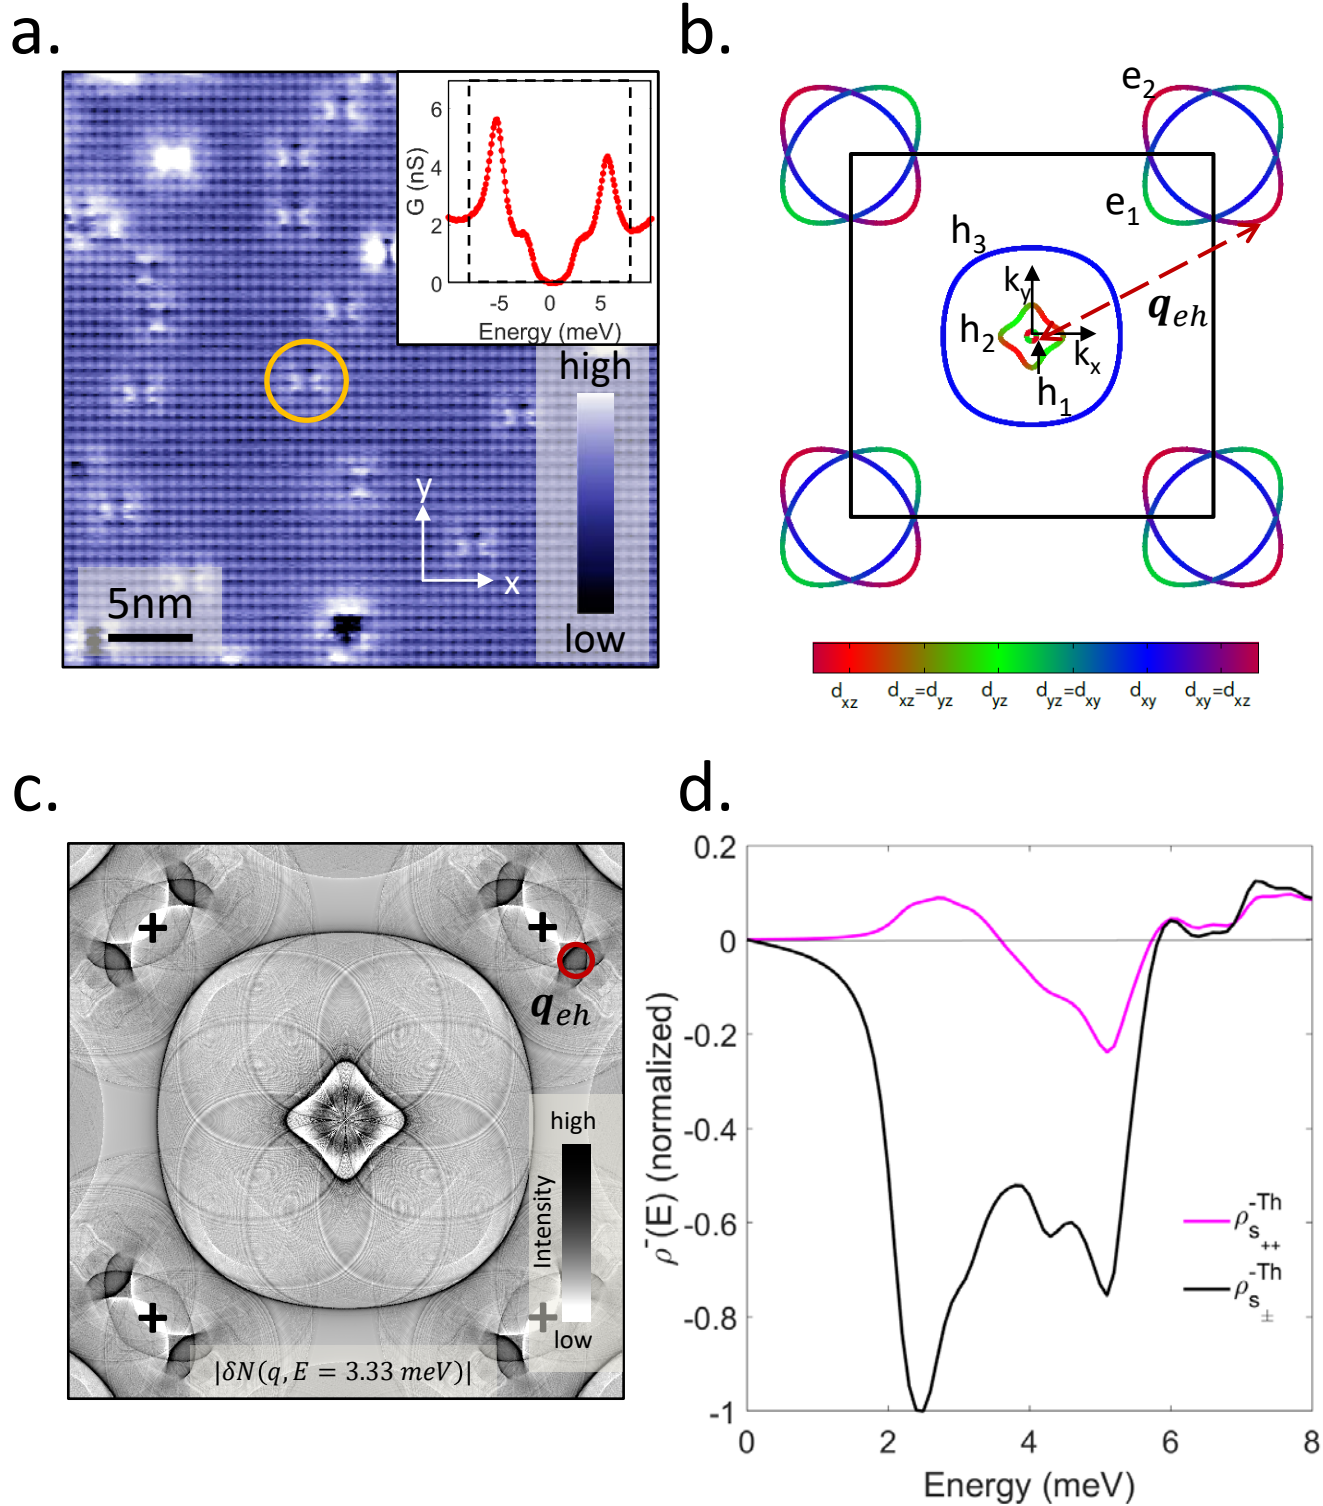 a.
6
4
2
0
G (nS)
-5 0 5
Energy (meV)
high
low
y
x
5nm
b.
e2
e1
h3
ky
h2
kx
h1
qeh
dxz dxz=dyz dyz dyz=dxy dxy dxy=dxz
c.
qeh
high
Intensity
low
|δN(q, E = 3.33 meV)|
d.
0.2
0
-0.2
-0.4
-0.6
-0.8
-1
ρ-(E) (normalized)
ρs++-Th
ρs±-Th
0 2 4 6 8
Energy (meV)